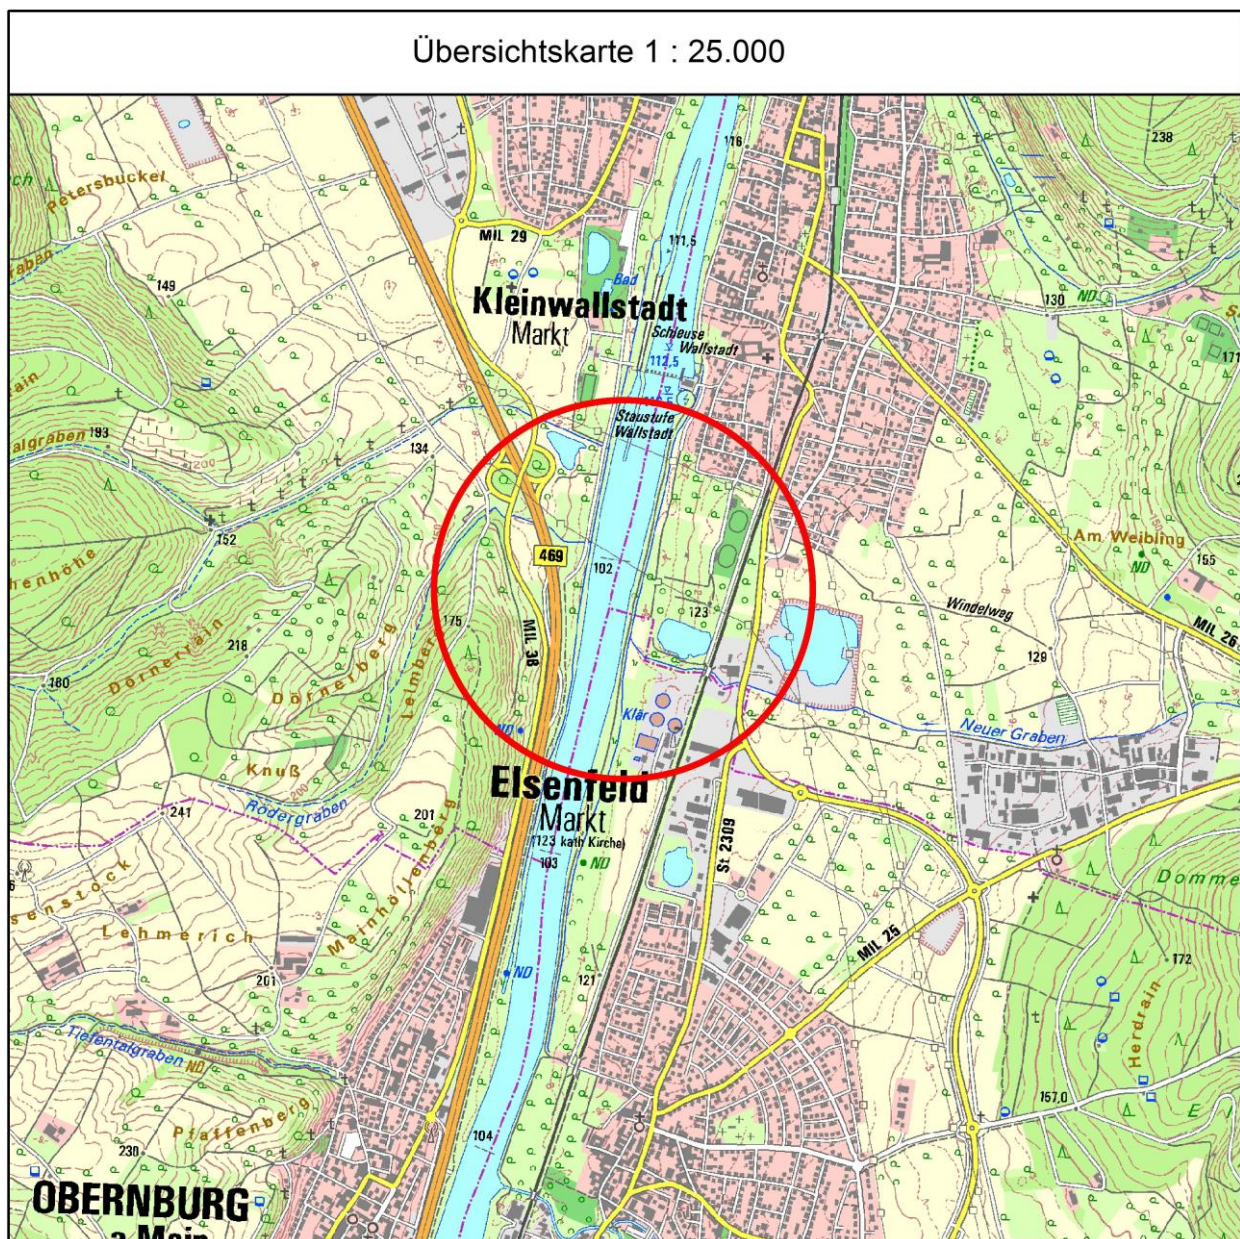 Übersichtskarte 1 : 25.000
116
238
Petersbuckel
MIL 29
111,5
149
Bad
ND
130
Kleinwallstadt
Markt
Schleuse
Wallstadt
112,5
171
Staustufe
Wallstadt
193
1200
134
152
Am Weibling
ND
155
469
102
175
MIL 38
123
Windelweg
MIL 26
218
Dörnerrain
Dörnerberg
129
180
Klär
ND
Neuer Graben
Knuß
200
Elsenfeld
Markt
(123 kath Kirche)
Rödergraben
241
201
103
ND
St 2309
Mainhöllenberg
Lehmerich
MIL 25
172
201
ND
121
Herdrain
Tiefentalgraben
ND
157,0
Pfaffenberg
230
104
OBERNBURG
a.Main